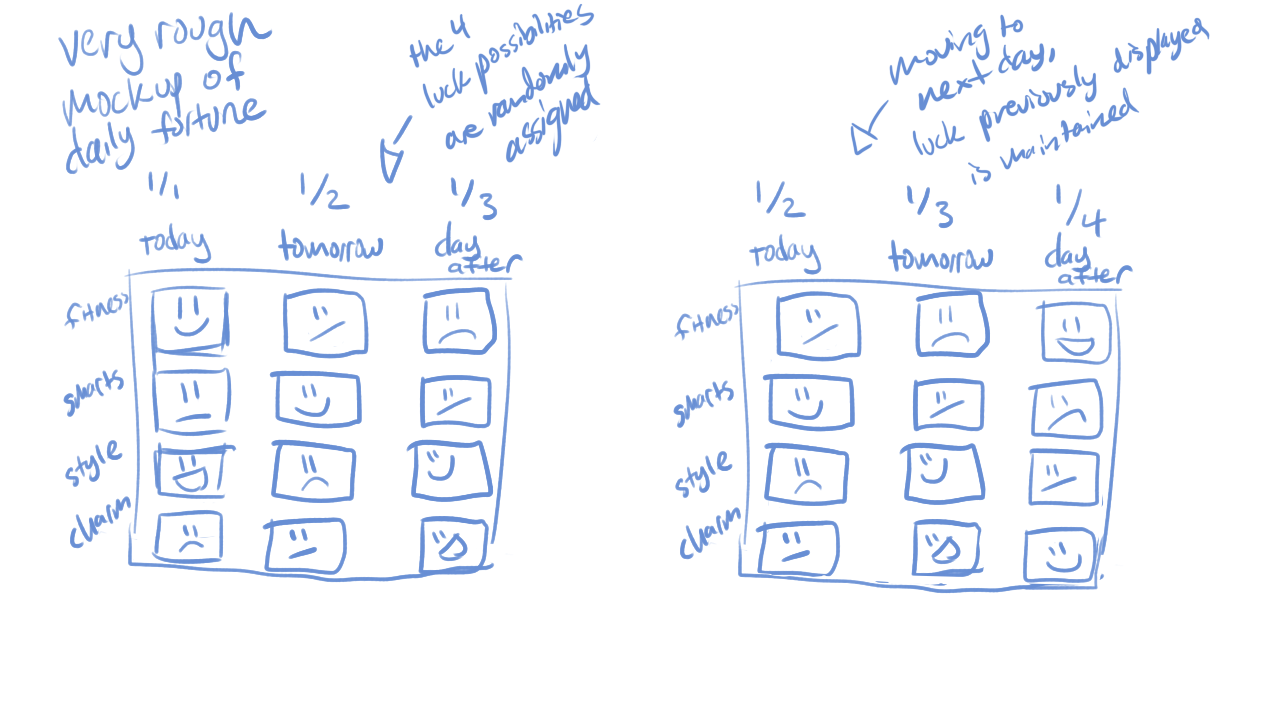 very rough
mockup of
daily fortune
the 4
luck possibilities
are randomly
assigned
1/1 1/2 1/3
today tomorrow day
after
fitness
smarts
style
charm
moving to
next day,
luck previously displayed
is maintained
1/2 1/3 1/4
today tomorrow day
after
fitness
smarts
style
charm